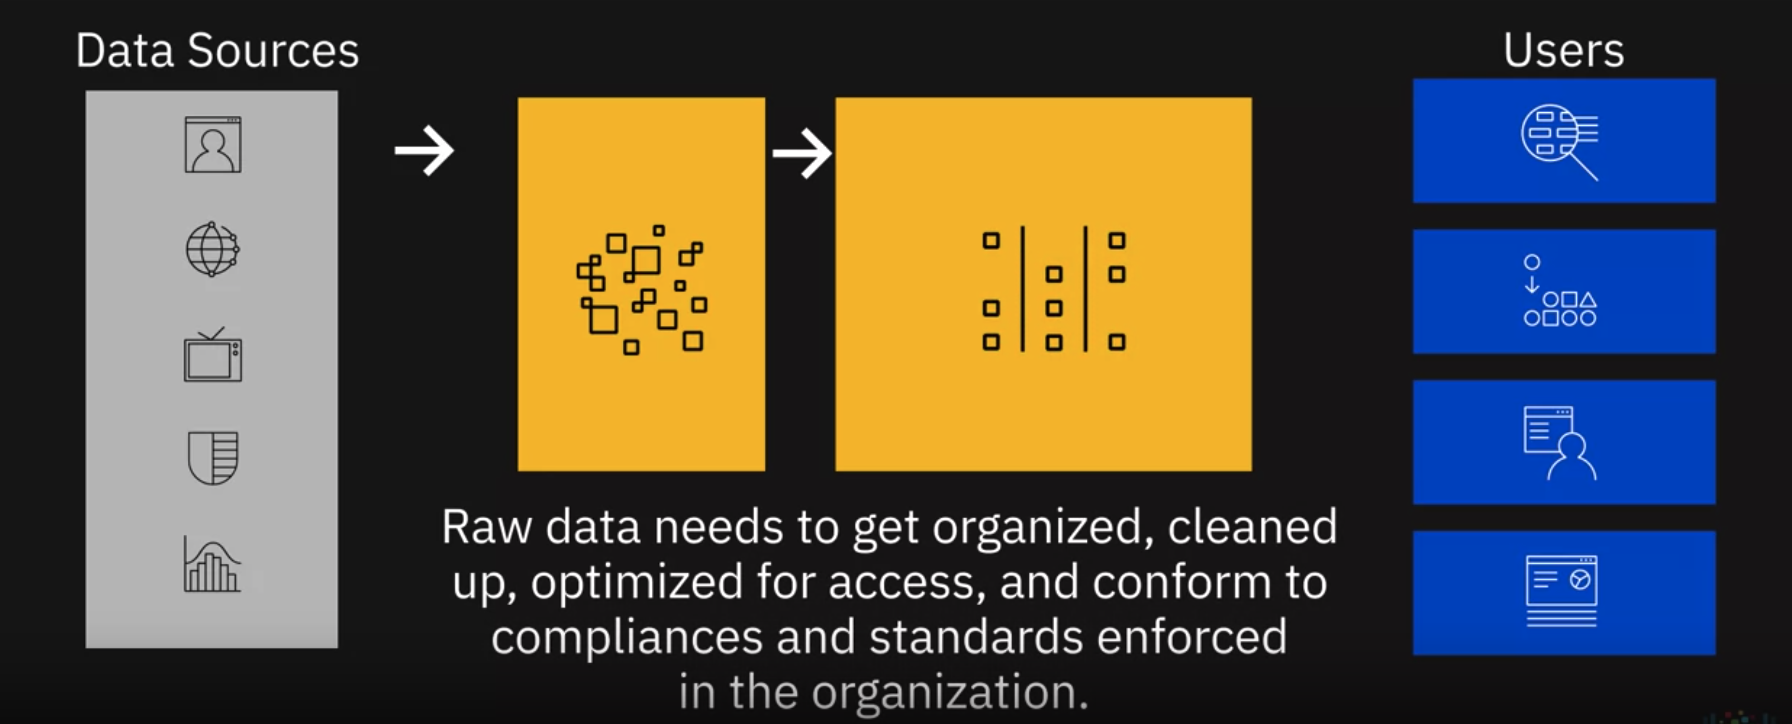 Data Sources
Users
Raw data needs to get organized, cleaned
up, optimized for access, and conform to
compliances and standards enforced
in the organization.